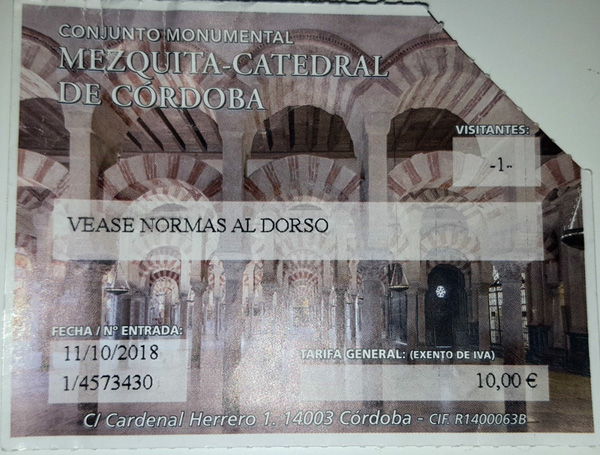 CONJUNTO MONUMENTAL
MEZQUITA-CATEDRAL
DE CÓRDOBA
VISITANTES:
-1-
VEASE NORMAS AL DORSO
FECHA / Nº ENTRADA:
11/10/2018
1/4573430
TARIFA GENERAL: (EXENTO DE IVA)
10,00 €
C/ Cardenal Herrero 1. 14003 Córdoba - CIF. R1400063B